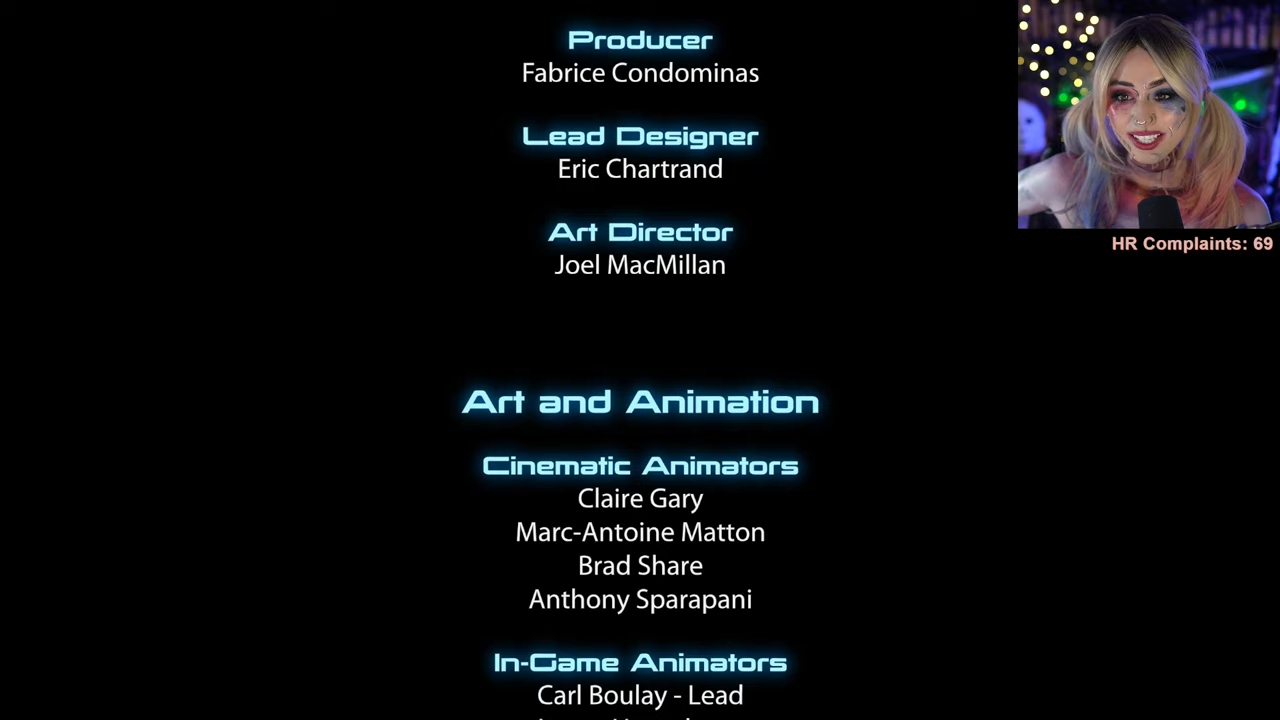 Producer
Fabrice Condominas
Lead Designer
Eric Chartrand
Art Director
Joel MacMillan
HR Complaints: 69
Art and Animation
Cinematic Animators
Claire Gary
Marc-Antoine Matton
Brad Share
Anthony Sparapani
In-Game Animators
Carl Boulay - Lead